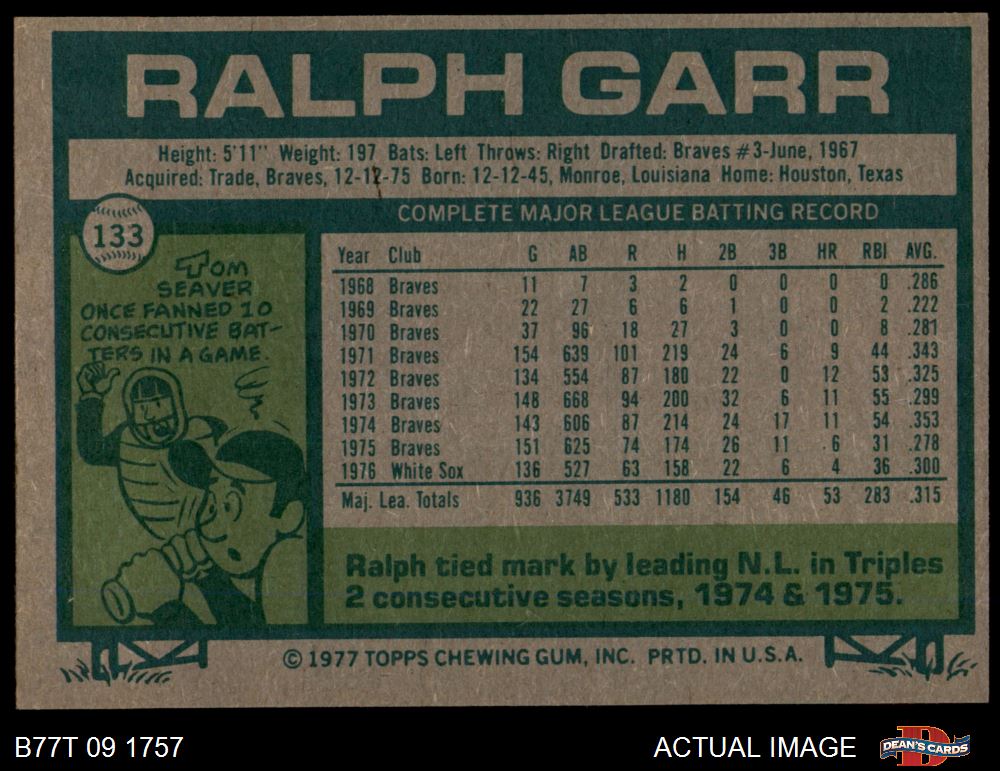 RALPH GARR
Height: 5'11" Weight: 197 Bats: Left Throws: Right Drafted: Braves #3-June, 1967
Acquired: Trade, Braves, 12-12-75 Born: 12-12-45, Monroe, Louisiana Home: Houston, Texas
133
TOM
SEAVER
ONCE FANNED 10
CONSECUTIVE BAT-
TERS IN A GAME.
COMPLETE MAJOR LEAGUE BATTING RECORD
Year Club G AB R H 2B 3B HR RBI AVG.
1968 Braves 11 7 3 2 0 0 0 0 .286
1969 Braves 22 27 6 6 1 0 0 2 .222
1970 Braves 37 96 18 27 3 0 0 8 .281
1971 Braves 154 639 101 219 24 6 9 44 .343
1972 Braves 134 554 87 180 22 0 12 53 .325
1973 Braves 148 668 94 200 32 6 11 55 .299
1974 Braves 143 606 87 214 24 17 11 54 .353
1975 Braves 151 625 74 174 26 11 6 31 .278
1976 White Sox 136 527 63 158 22 6 4 36 .300
Maj. Lea. Totals 936 3749 533 1180 154 46 53 283 .315
Ralph tied mark by leading N.L. in Triples
2 consecutive seasons, 1974 & 1975.
© 1977 TOPPS CHEWING GUM, INC. PRTD. IN U.S.A.
B77T 09 1757
ACTUAL IMAGE
DEAN'S CARDS